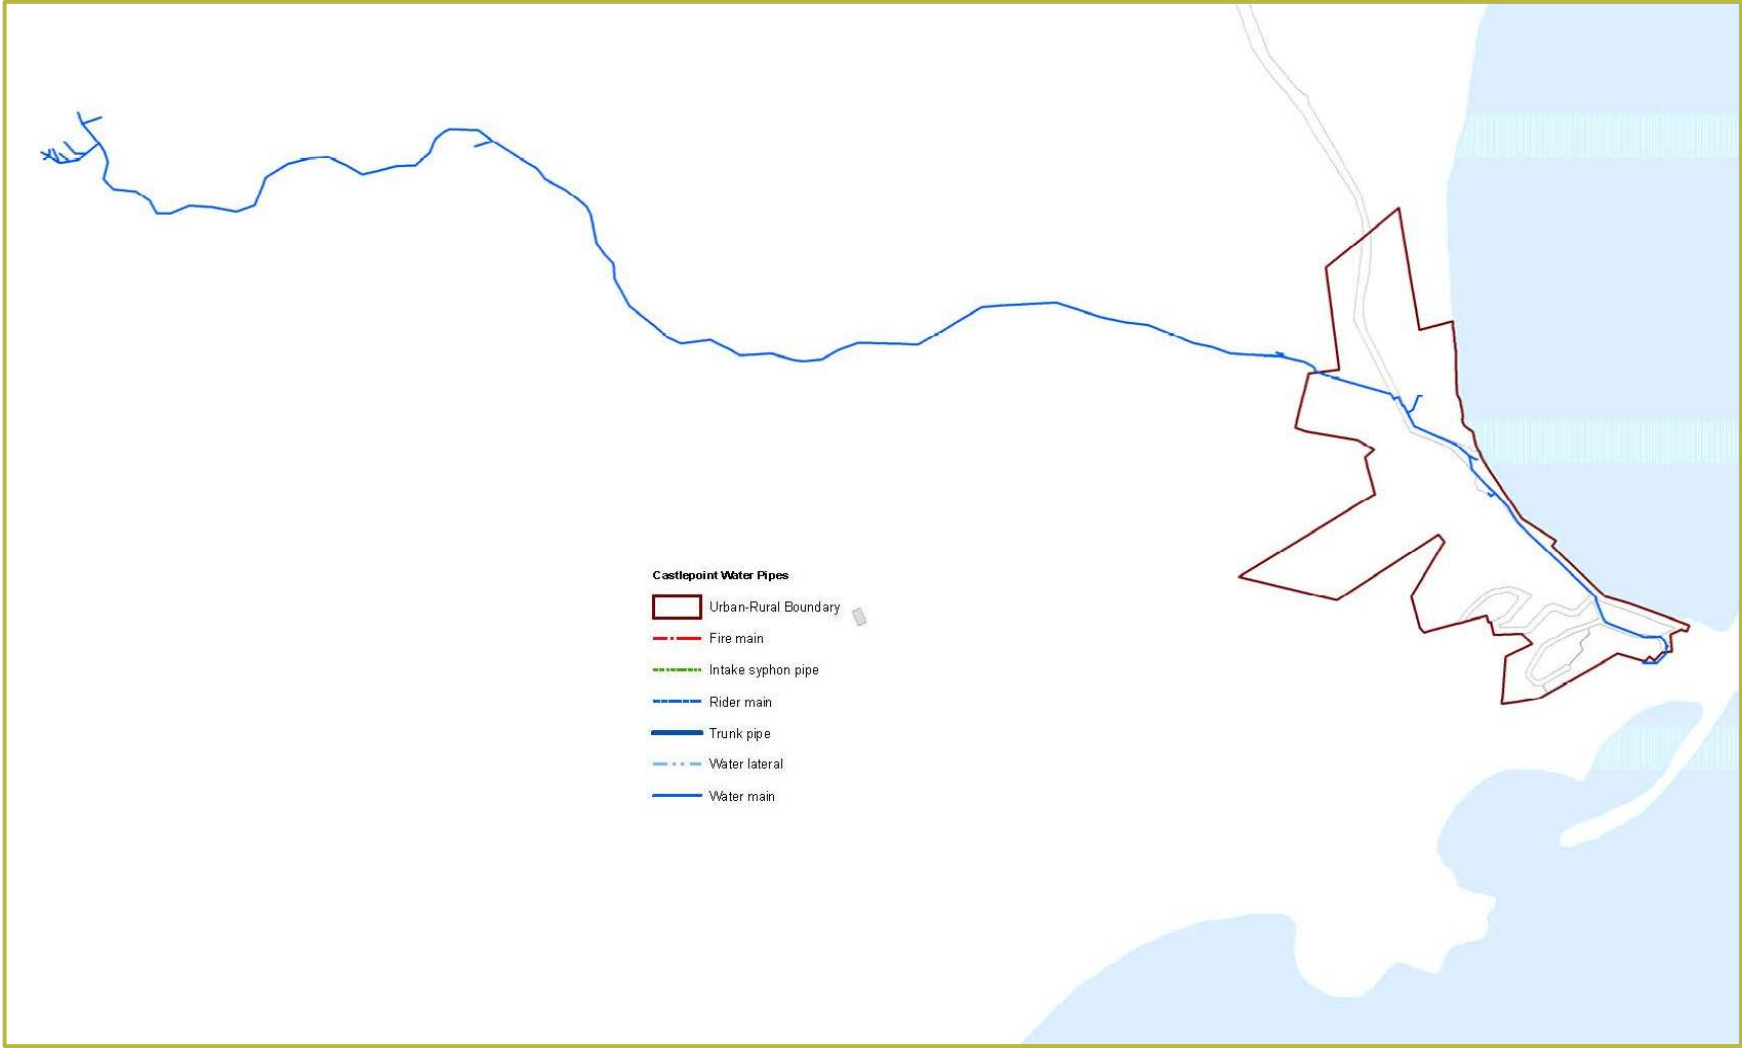 Castlepoint Water Pipes
Urban-Rural Boundary
Fire main
Intake syphon pipe
Rider main
Trunk pipe
Water lateral
Water main